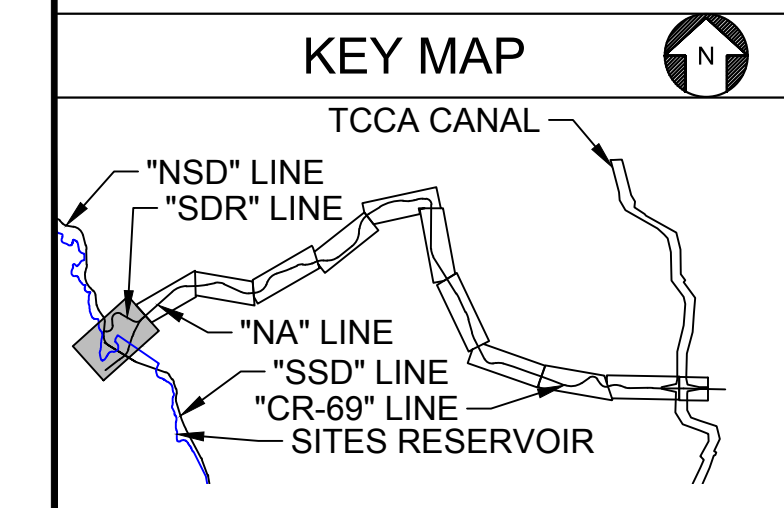 KEY MAP
N
TCCA CANAL
"NSD" LINE
"SDR" LINE
"NA" LINE
"SSD" LINE
"CR-69" LINE
SITES RESERVOIR